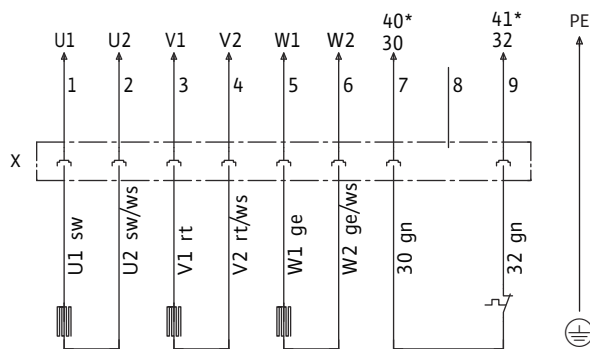 U1 U2 V1 V2 W1 W2 40* 41* PE
30 32
1 2 3 4 5 6 7 8 9
X
U1 sw
U2 sw/ws
V1 rt
V2 rt/ws
W1 ge
W2 ge/ws
30 gn
32 gn